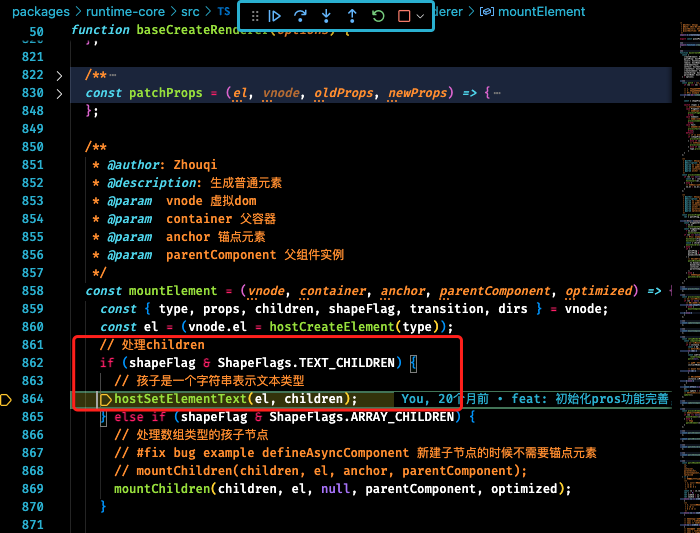 packages > runtime-core > src > TS derer > mountElement
50 function baseCreateRenderer(options) {
820 };
821
822 > /** ⋯
830 > const patchProps = (el, vnode, oldProps, newProps) => { ⋯
848 };
849
850 /**
851 * @author: Zhouqi
852 * @description: 生成普通元素
853 * @param vnode 虚拟dom
854 * @param container 父容器
855 * @param anchor 锚点元素
856 * @param parentComponent 父组件实例
857 */
858 const mountElement = (vnode, container, anchor, parentComponent, optimized) => {
859 const { type, props, children, shapeFlag, transition, dirs } = vnode;
860 const el = (vnode.el = hostCreateElement(type));
861 // 处理children
862 if (shapeFlag & ShapeFlags.TEXT_CHILDREN) {
863 // 孩子是一个字符串表示文本类型
864 hostSetElementText(el, children); You, 20个月前 • feat: 初始化pros功能完善
865 } else if (shapeFlag & ShapeFlags.ARRAY_CHILDREN) {
866 // 处理数组类型的孩子节点
867 // #fix bug example defineAsyncComponent 新建子节点的时候不需要锚点元素
868 // mountChildren(children, el, anchor, parentComponent);
869 mountChildren(children, el, null, parentComponent, optimized);
870 }
871